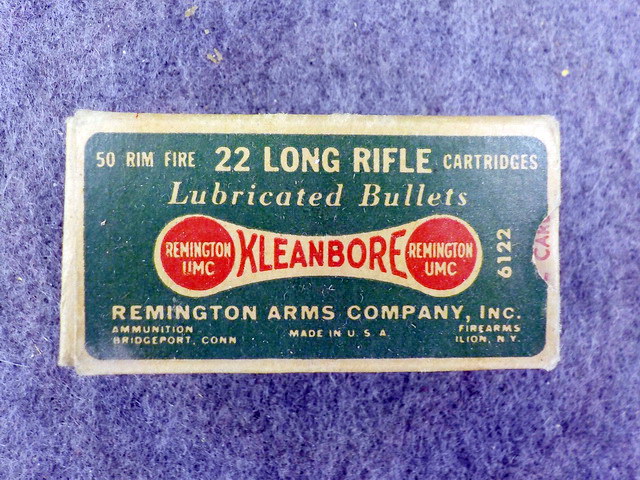 50 RIM FIRE 22 LONG RIFLE CARTRIDGES
Lubricated Bullets
REMINGTON UMC KLEANBORE REMINGTON UMC
6122
REMINGTON ARMS COMPANY, INC.
AMMUNITION MADE IN U.S.A. FIREARMS
BRIDGEPORT, CONN ILION, N.Y.